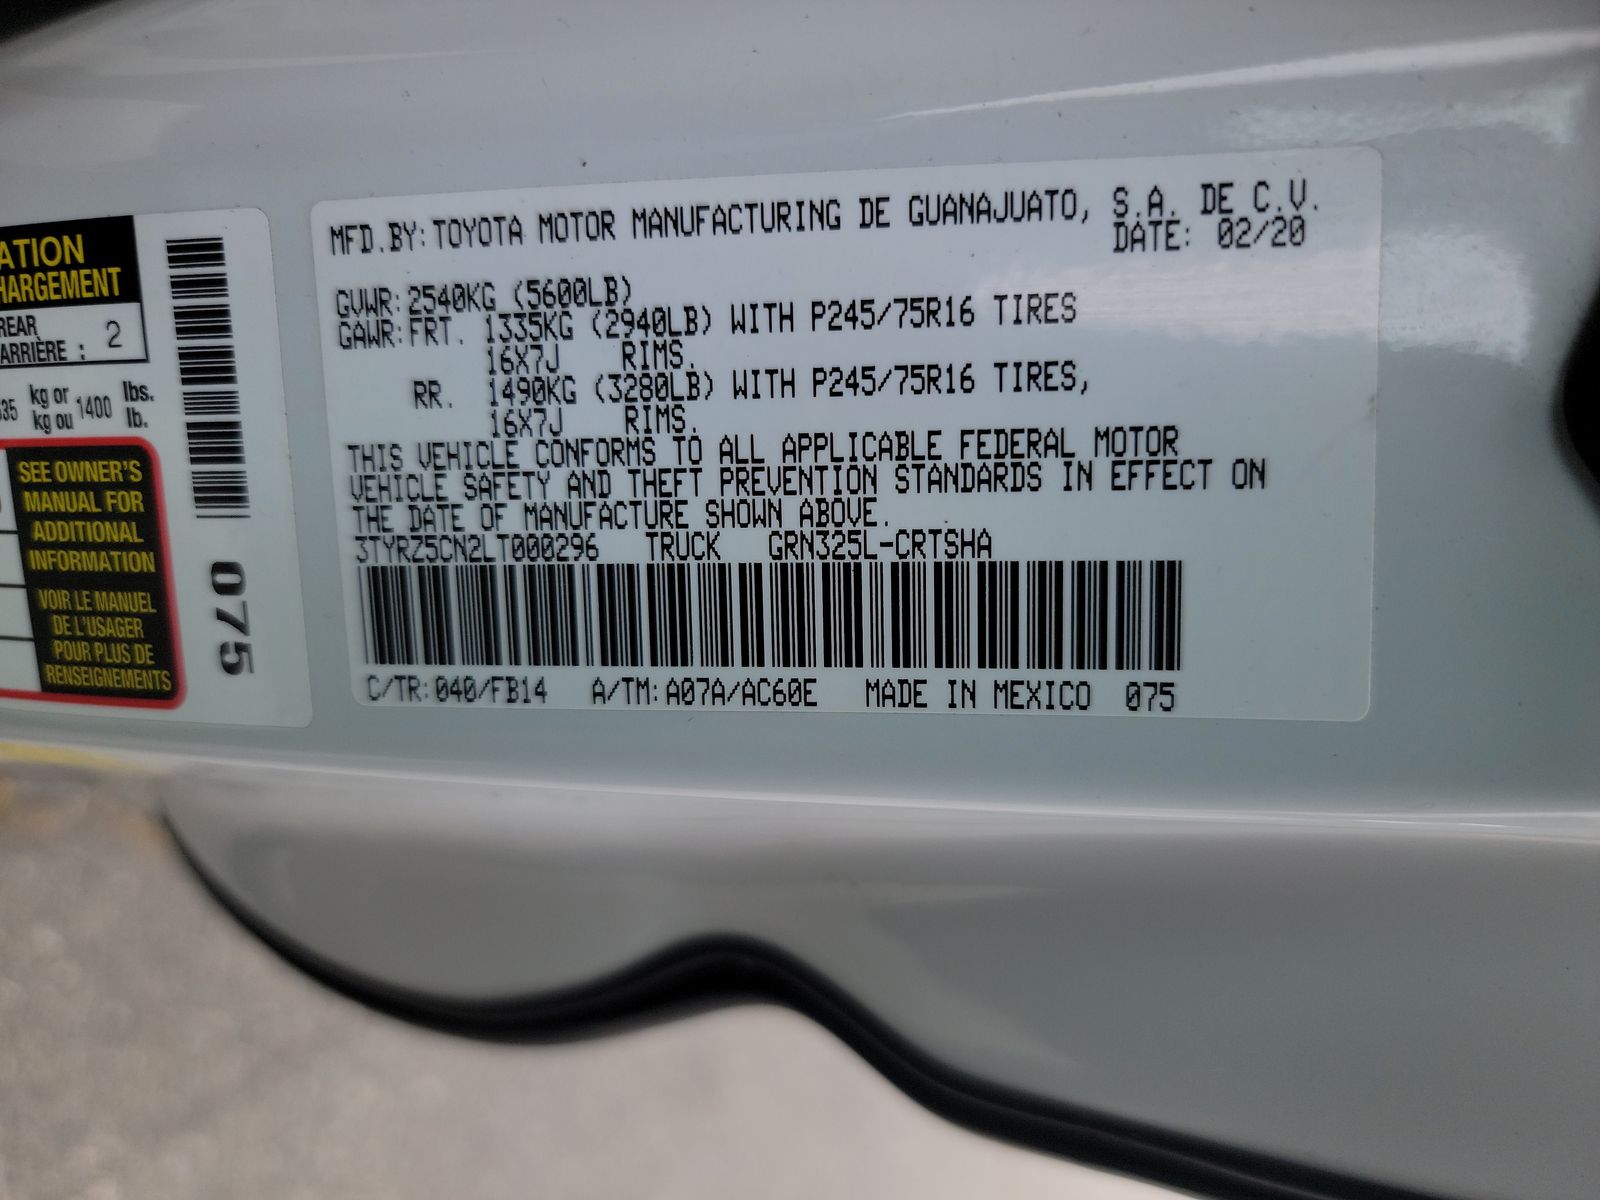 ATION
HARGEMENT
REAR
ARRIÈRE : 2
35 kg or 1400 lbs.
kg ou lb.
SEE OWNER'S
MANUAL FOR
ADDITIONAL
INFORMATION
VOIR LE MANUEL
DE L'USAGER
POUR PLUS DE
RENSEIGNEMENTS
075
MFD.BY:TOYOTA MOTOR MANUFACTURING DE GUANAJUATO, S.A. DE C.V.
DATE: 02/20
GVWR:2540KG (5600LB)
GAWR:FRT. 1335KG (2940LB) WITH P245/75R16 TIRES
16X7J RIMS.
RR. 1490KG (3280LB) WITH P245/75R16 TIRES,
16X7J RIMS.
THIS VEHICLE CONFORMS TO ALL APPLICABLE FEDERAL MOTOR
VEHICLE SAFETY AND THEFT PREVENTION STANDARDS IN EFFECT ON
THE DATE OF MANUFACTURE SHOWN ABOVE.
3TYRZ5CN2LT000296 TRUCK GRN325L-CRTSHA
C/TR:040/FB14 A/TM:A07A/AC60E MADE IN MEXICO 075